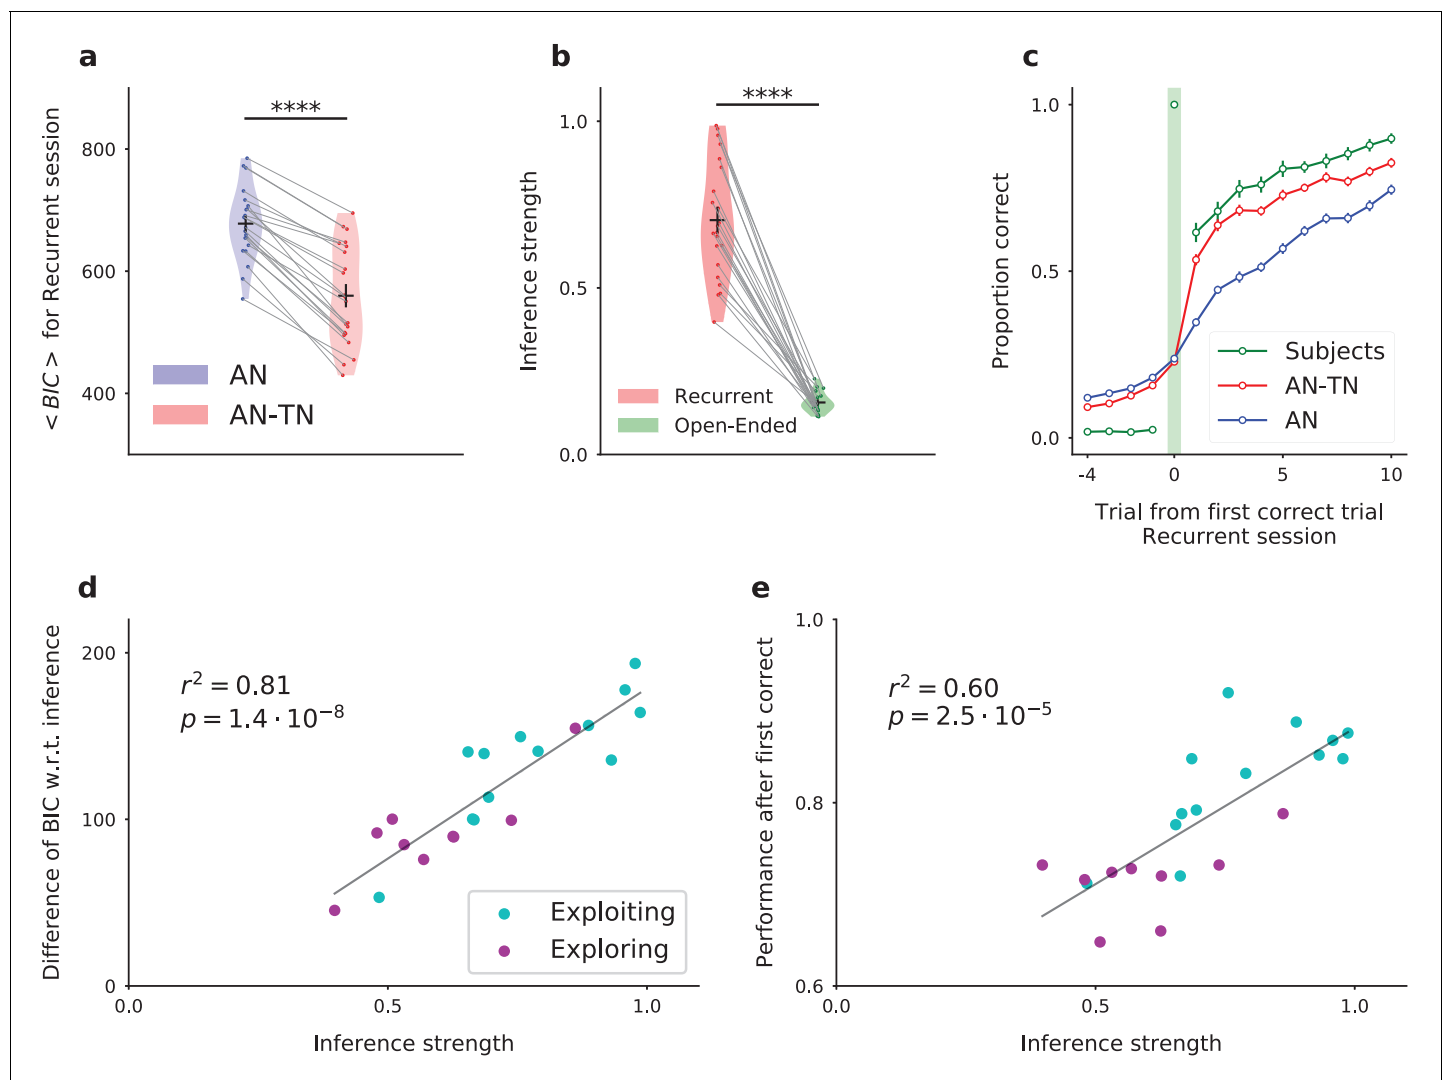 a
****
< BIC > for Recurrent session
800
600
400
AN
AN-TN
b
****
Inference strength
1.0
0.5
0.0
Recurrent
Open-Ended
c
Proportion correct
1.0
0.5
0.0
Subjects
AN-TN
AN
-4
0
5
10
Trial from first correct trial
Recurrent session
d
Difference of BIC w.r.t. inference
200
100
0
r² = 0.81
p = 1.4 · 10⁻⁸
Exploiting
Exploring
0.0
0.5
1.0
Inference strength
e
Performance after first correct
1.0
0.8
0.6
r² = 0.60
p = 2.5 · 10⁻⁵
0.0
0.5
1.0
Inference strength